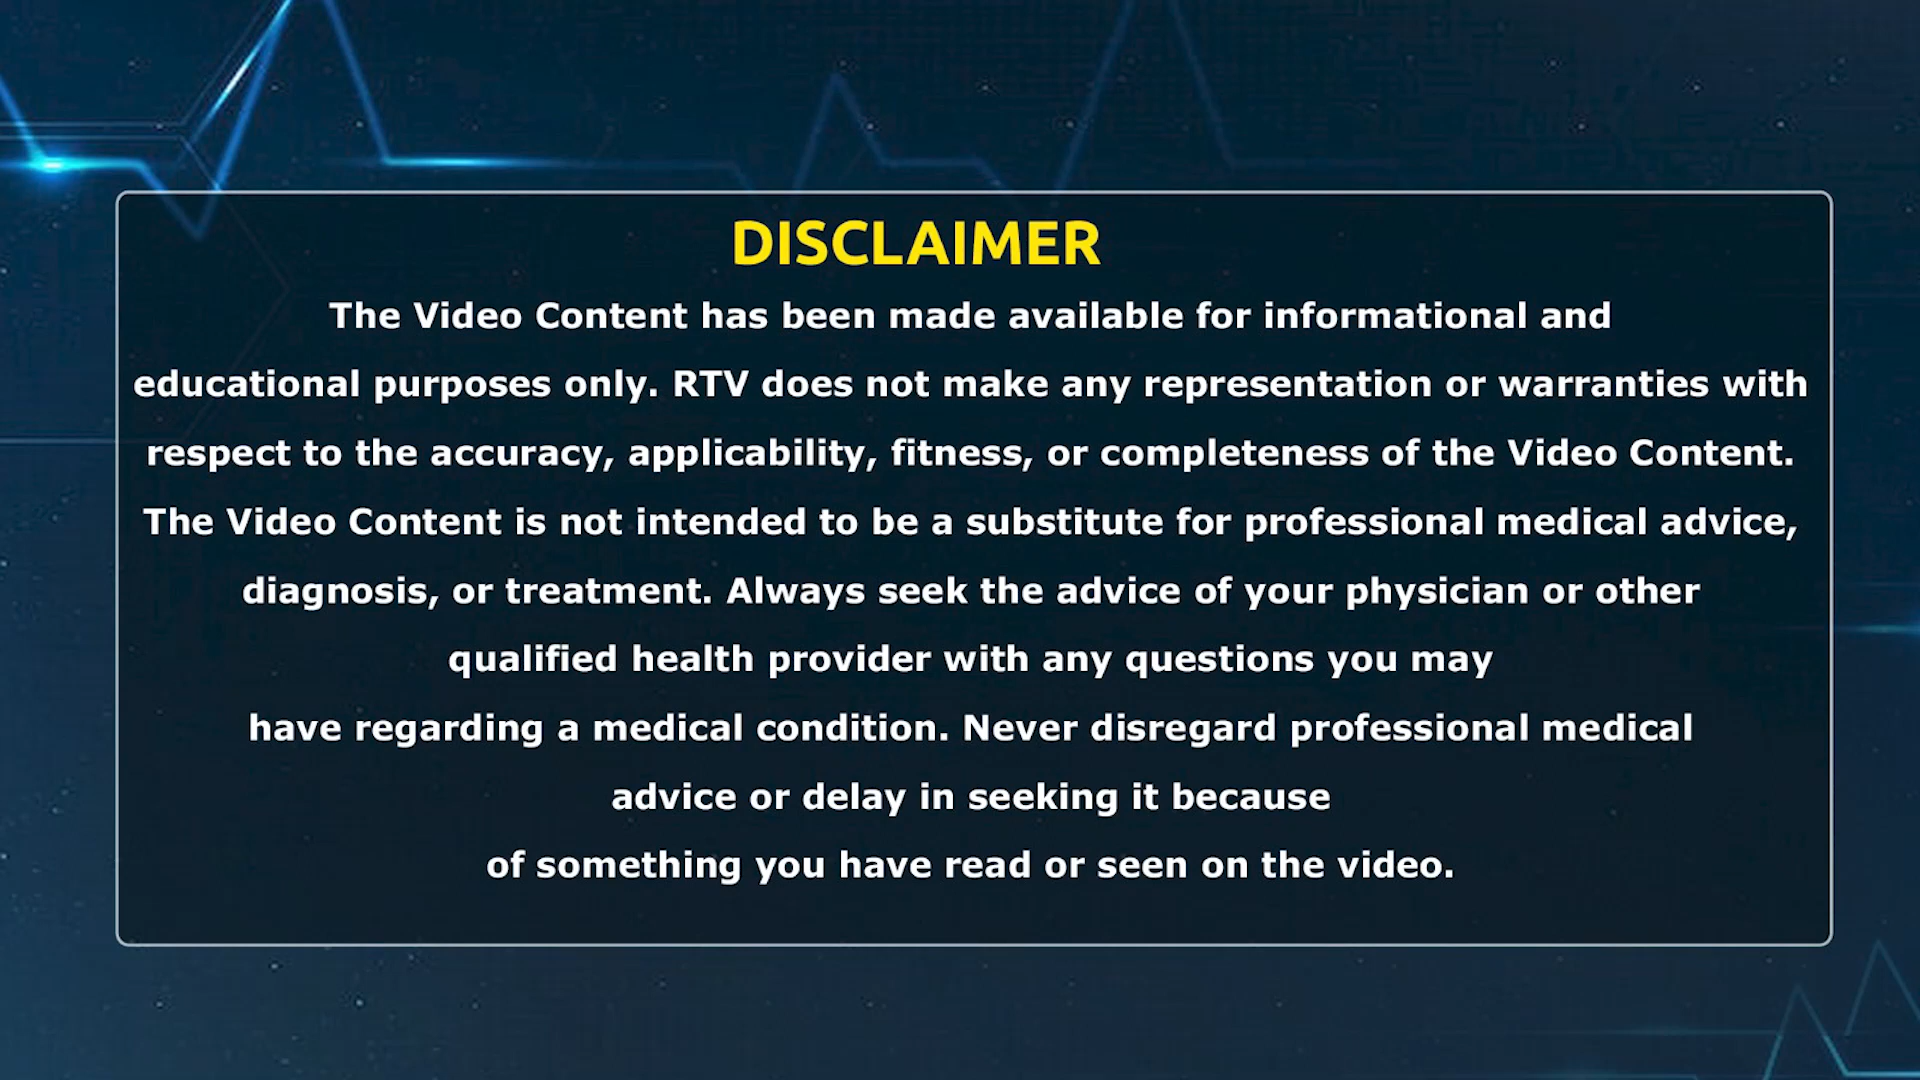 DISCLAIMER
The Video Content has been made available for informational and
educational purposes only. RTV does not make any representation or warranties with
respect to the accuracy, applicability, fitness, or completeness of the Video Content.
The Video Content is not intended to be a substitute for professional medical advice,
diagnosis, or treatment. Always seek the advice of your physician or other
qualified health provider with any questions you may
have regarding a medical condition. Never disregard professional medical
advice or delay in seeking it because
of something you have read or seen on the video.